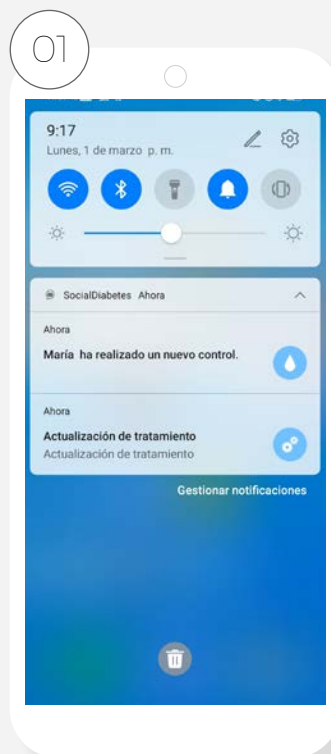 01
9:17
Lunes, 1 de marzo p. m.
SocialDiabetes Ahora
Ahora
María ha realizado un nuevo control.
Ahora
Actualización de tratamiento
Actualización de tratamiento
Gestionar notificaciones